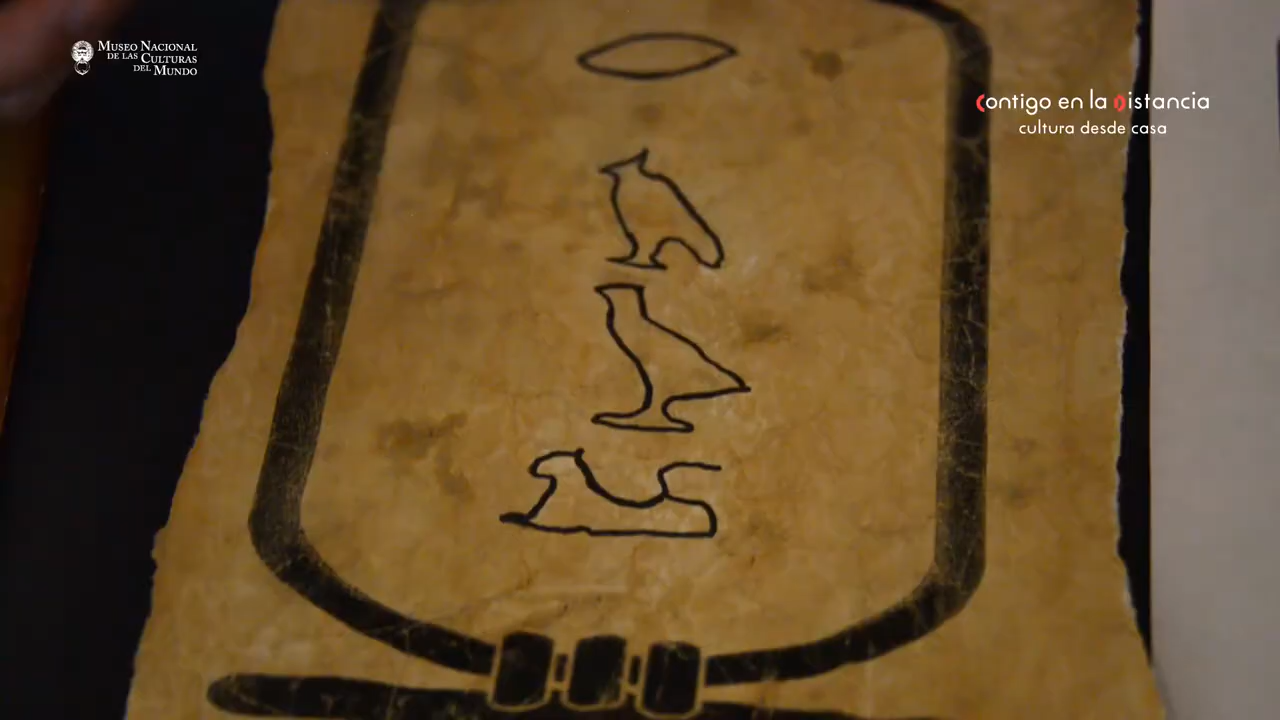 MUSEO NACIONAL
DE LAS CULTURAS
DEL MUNDO
Contigo en la Distancia
cultura desde casa
𓂋
𓅓
𓄿
𓃭